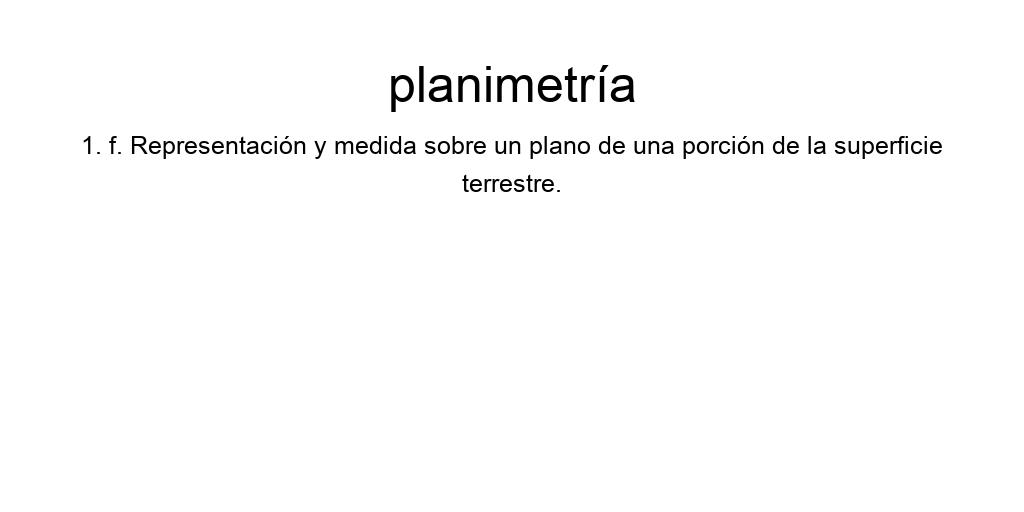 planimetría
1. f. Representación y medida sobre un plano de una porción de la superficie
terrestre.